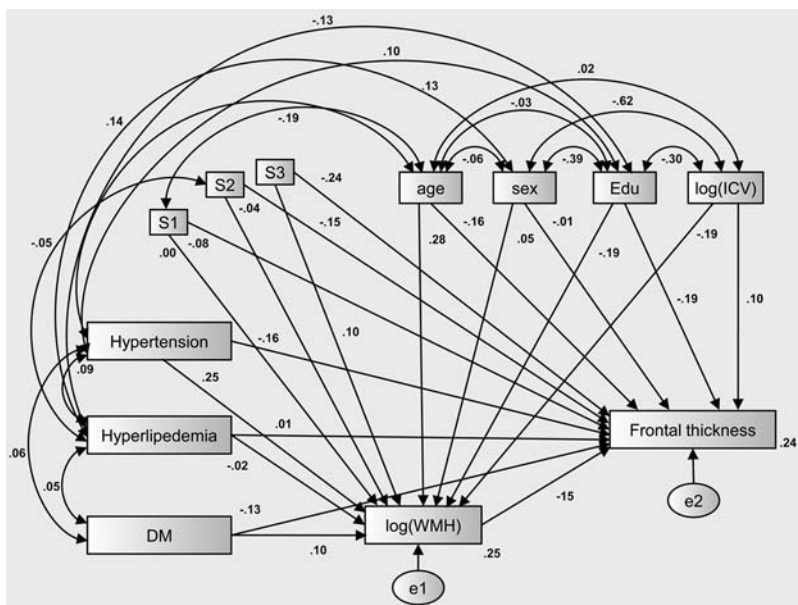 -.13
.10
.02
.14
.13
-.03
-.62
-.19
-.06
-.39
-.30
S3
-.24
S2
age
sex
Edu
log(ICV)
-.04
-.15
S1
-.16
-.01
-.05
-.08
.28
.05
-.19
.00
-.19
-.19
.10
Hypertension
-.16
.10
.09
.25
Hyperlipedemia
.01
Frontal thickness
.24
.06
-.02
.05
-.13
-15
e2
DM
log(WMH)
.10
.25
e1